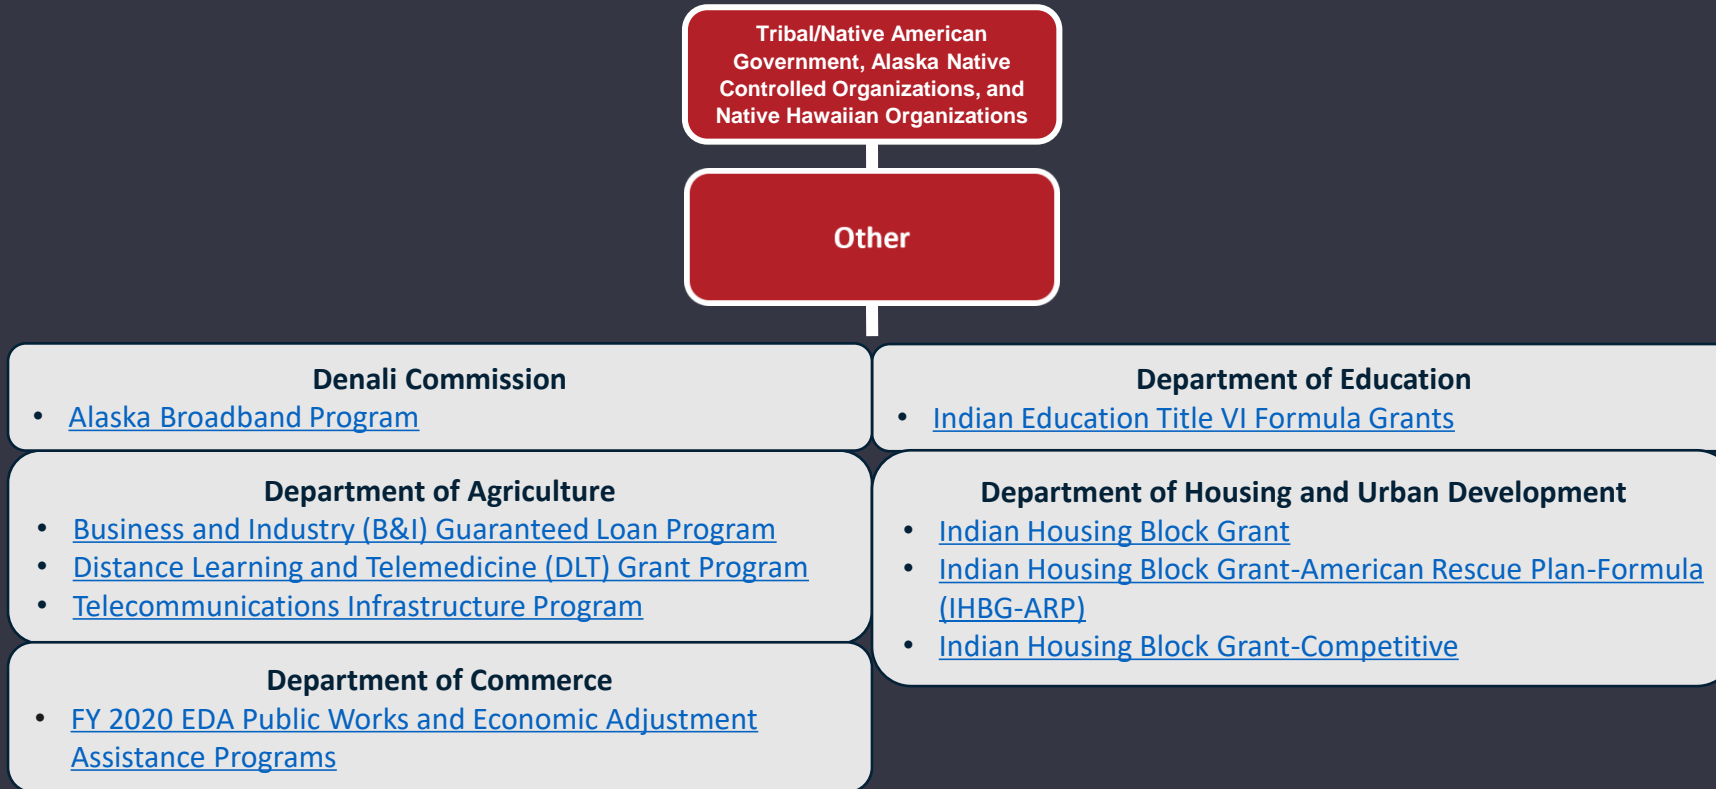 Tribal/Native American
Government, Alaska Native
Controlled Organizations, and
Native Hawaiian Organizations
Other
Denali Commission
• Alaska Broadband Program
Department of Agriculture
• Business and Industry (B&I) Guaranteed Loan Program
• Distance Learning and Telemedicine (DLT) Grant Program
• Telecommunications Infrastructure Program
Department of Commerce
• FY 2020 EDA Public Works and Economic Adjustment
Assistance Programs
Department of Education
• Indian Education Title VI Formula Grants
Department of Housing and Urban Development
• Indian Housing Block Grant
• Indian Housing Block Grant-American Rescue Plan-Formula
(IHBG-ARP)
• Indian Housing Block Grant-Competitive